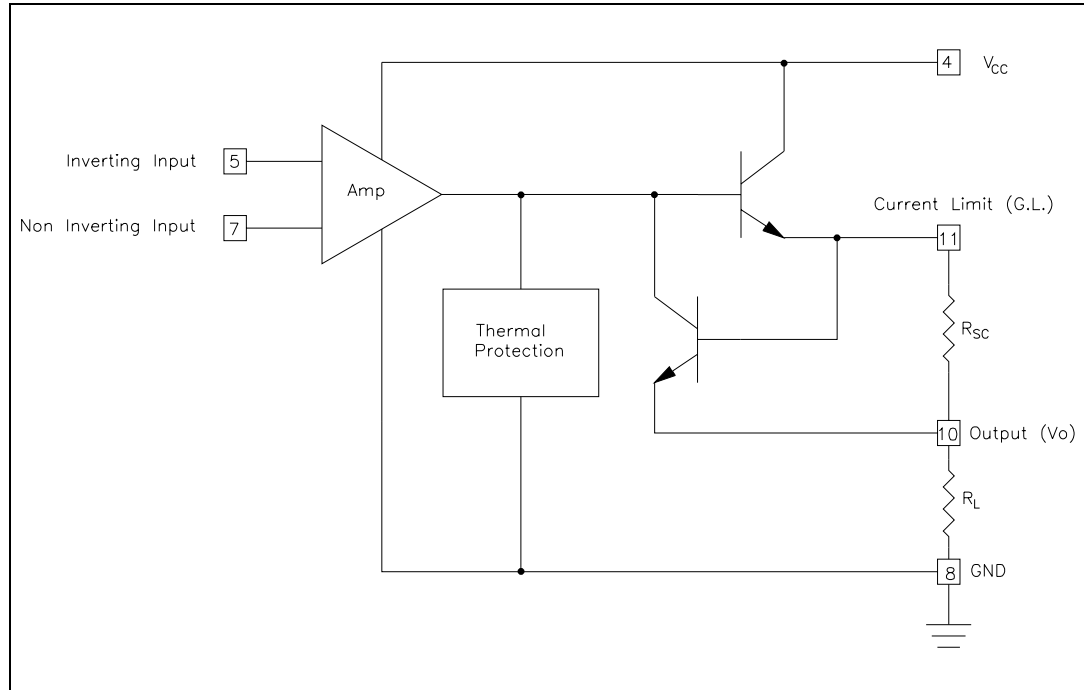 4 V_CC
Inverting Input 5
Amp
Non Inverting Input 7
Current Limit (G.L.)
11
Thermal
Protection
R_SC
10 Output (Vo)
R_L
8 GND